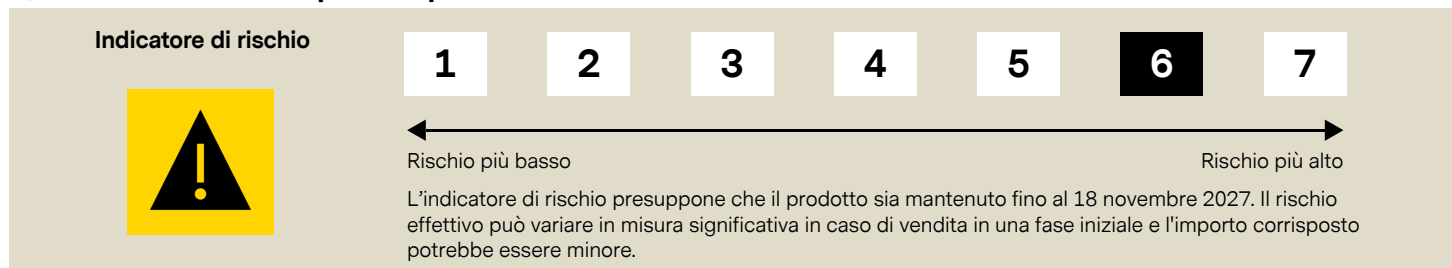 Indicatore di rischio
1 2 3 4 5 6 7
Rischio più basso Rischio più alto
L'indicatore di rischio presuppone che il prodotto sia mantenuto fino al 18 novembre 2027. Il rischio
effettivo può variare in misura significativa in caso di vendita in una fase iniziale e l'importo corrisposto
potrebbe essere minore.